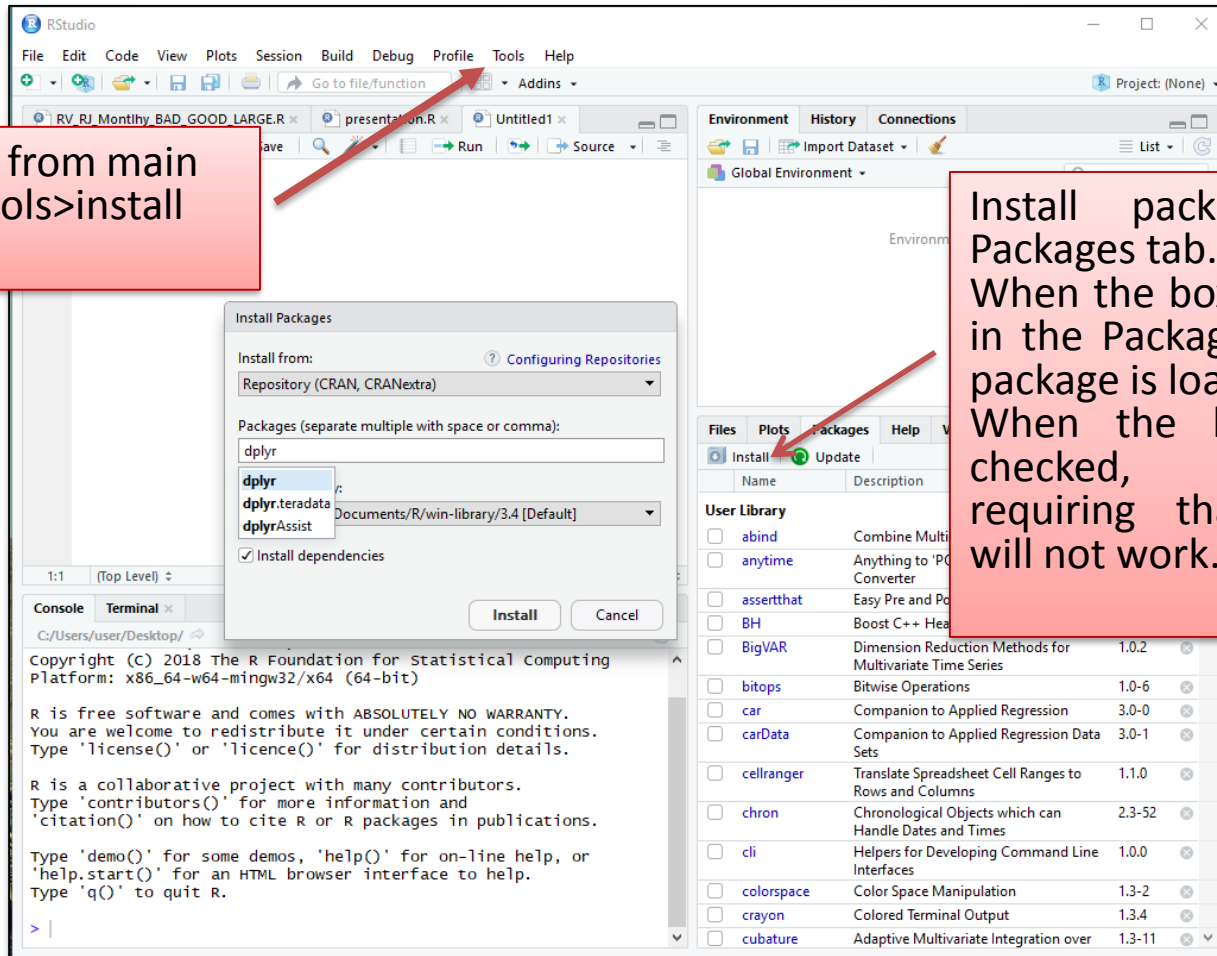 RStudio
File Edit Code View Plots Session Build Debug Profile Tools Help
Go to file/function Addins Project: (None)
RV_RJ_Montlhy_BAD_GOOD_LARGE.R presentation.R Untitled1
Run Source
from main
install
Install Packages
Install from: Configuring Repositories
Repository (CRAN, CRANextra)
Packages (separate multiple with space or comma):
dplyr
dplyr
dplyr.teradata
dplyrAssist
Documents/R/win-library/3.4 [Default]
Install dependencies
Install Cancel
1:1 (Top Level)
Console Terminal
C:/Users/user/Desktop/
Copyright (C) 2018 The R Foundation for Statistical Computing
Platform: x86_64-w64-mingw32/x64 (64-bit)
R is free software and comes with ABSOLUTELY NO WARRANTY.
You are welcome to redistribute it under certain conditions.
Type 'license()' or 'licence()' for distribution details.
R is a collaborative project with many contributors.
Type 'contributors()' for more information and
'citation()' on how to cite R or R packages in publications.
Type 'demo()' for some demos, 'help()' for on-line help, or
'help.start()' for an HTML browser interface to help.
Type 'q()' to quit R.
>
Environment History Connections
Import Dataset List
Global Environment
Install
Packages tab.
When the
in the
package is
When the
checked,
requiring
will not work.
Files Plots Packages Help
Install Update
Name Description
User Library
abind Combine
anytime Anything to
Converter
assertthat Easy Pre and
BH Boost C++
BigVAR Dimension Reduction Methods for 1.0.2
Multivariate Time Series
bitops Bitwise Operations 1.0-6
car Companion to Applied Regression 3.0-0
carData Companion to Applied Regression Data 3.0-1
Sets
cellranger Translate Spreadsheet Cell Ranges to 1.1.0
Rows and Columns
chron Chronological Objects which can 2.3-52
Handle Dates and Times
cli Helpers for Developing Command Line 1.0.0
Interfaces
colorspace Color Space Manipulation 1.3-2
crayon Colored Terminal Output 1.3.4
cubature Adaptive Multivariate Integration over 1.3-11